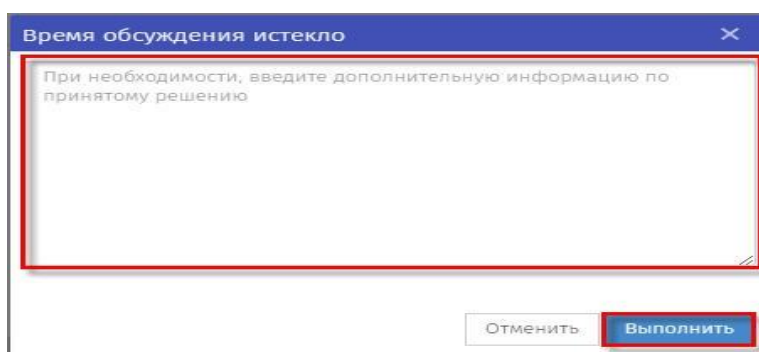 Время обсуждения истекло
При необходимости, введите дополнительную информацию по
принятому решению
Отменить Выполнить